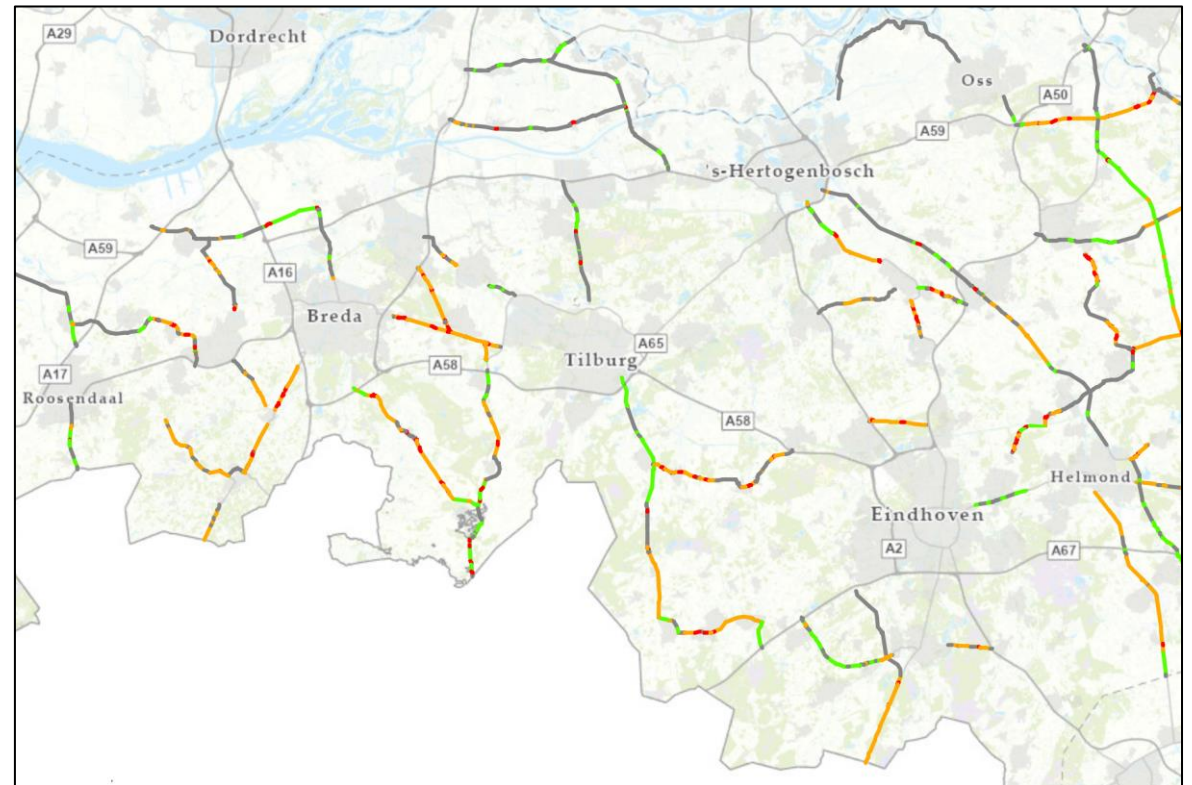 A29
Dordrecht
Oss
A50
A59
's-Hertogenbosch
A59
A16
Breda
A65
Tilburg
A58
A17
Roosendaal
A58
Helmond
Eindhoven
A2
A67